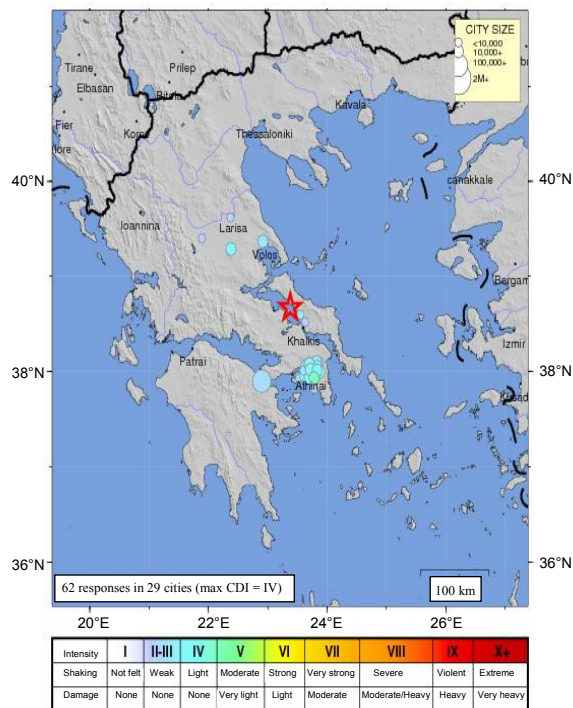 CITY SIZE
<10,000
10,000+
100,000+
2M+
Tirane
Prilep
Elbasan
Bitola
Kavala
Fier
Thessaloniki
canakkale
40°N
40°N
Ioannina
Larisa
Volos
Izmir
Khalkis
Patrai
38°N
38°N
Athinai
36°N
36°N
62 responses in 29 cities (max CDI = IV)
100 km
20°E
22°E
24°E
26°E
Intensity I II-III IV V VI VII VIII IX X+
Shaking Not felt Weak Light Moderate Strong Very strong Severe Violent Extreme
Damage None None None Very light Light Moderate Moderate/Heavy Heavy Very heavy